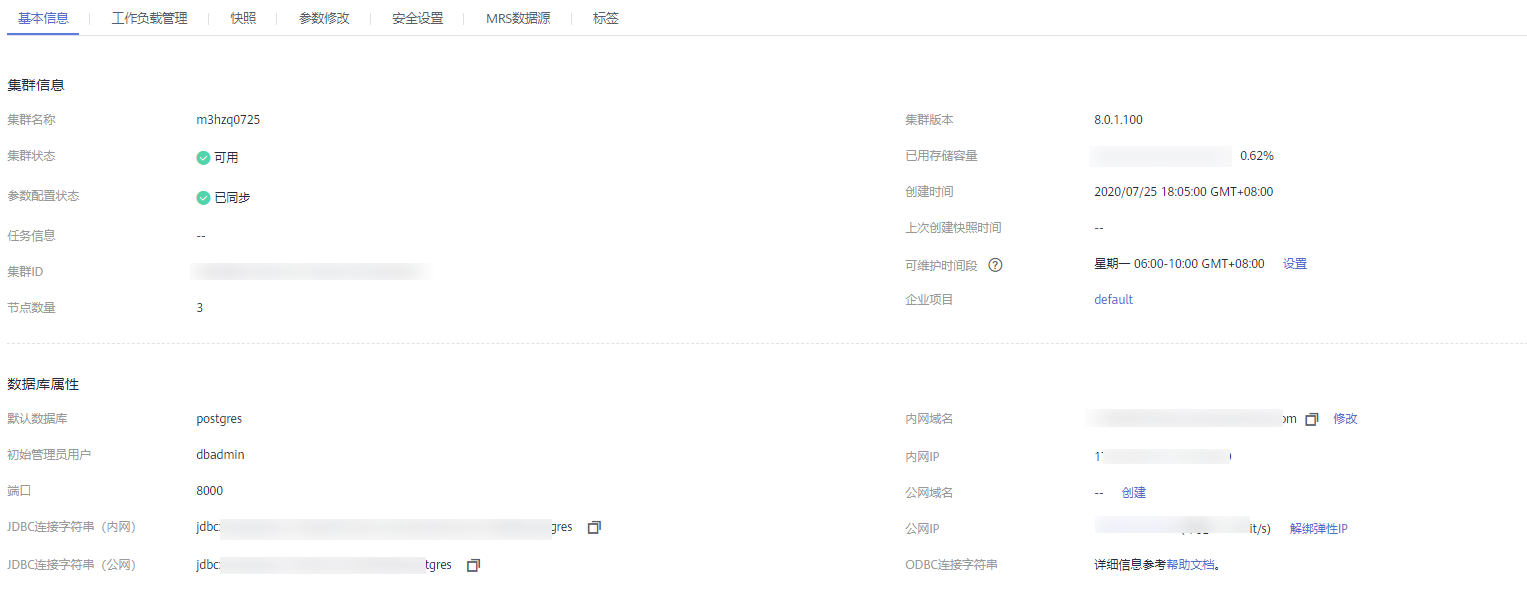 基本信息 工作负载管理 快照 参数修改 安全设置 MRS数据源 标签
集群信息
集群名称 m3hzq0725
集群状态 可用
参数配置状态 已同步
任务信息 --
集群ID
节点数量 3
集群版本 8.0.1.100
已用存储容量 0.62%
创建时间 2020/07/25 18:05:00 GMT+08:00
上次创建快照时间 --
可维护时间段 ? 星期一 06:00-10:00 GMT+08:00 设置
企业项目 default
数据库属性
默认数据库 postgres
初始管理员用户 dbadmin
端口 8000
JDBC连接字符串（内网） jdbc: gres
JDBC连接字符串（公网） jdbc: tgres
内网域名 om 修改
内网IP
公网域名 -- 创建
公网IP it/s) 解绑弹性IP
ODBC连接字符串 详细信息参考帮助文档。